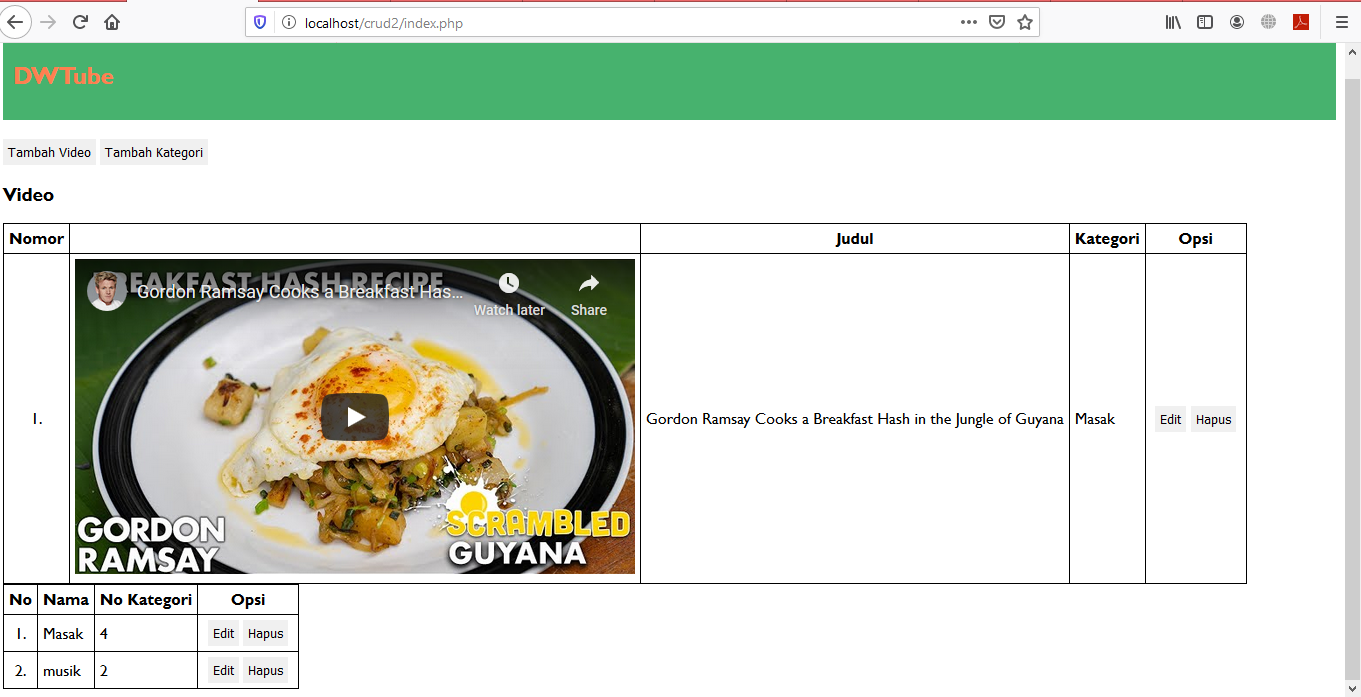 localhost/crud2/index.php
DWTube
Tambah Video Tambah Kategori
Video
Nomor Judul Kategori Opsi
BREAKFAST HASH RECIPE
Gordon Ramsay Cooks a Breakfast Has...
Watch later Share
1. Gordon Ramsay Cooks a Breakfast Hash in the Jungle of Guyana Masak Edit Hapus
GORDON RAMSAY
SCRAMBLED
GUYANA
No Nama No Kategori Opsi
1. Masak 4 Edit Hapus
2. musik 2 Edit Hapus